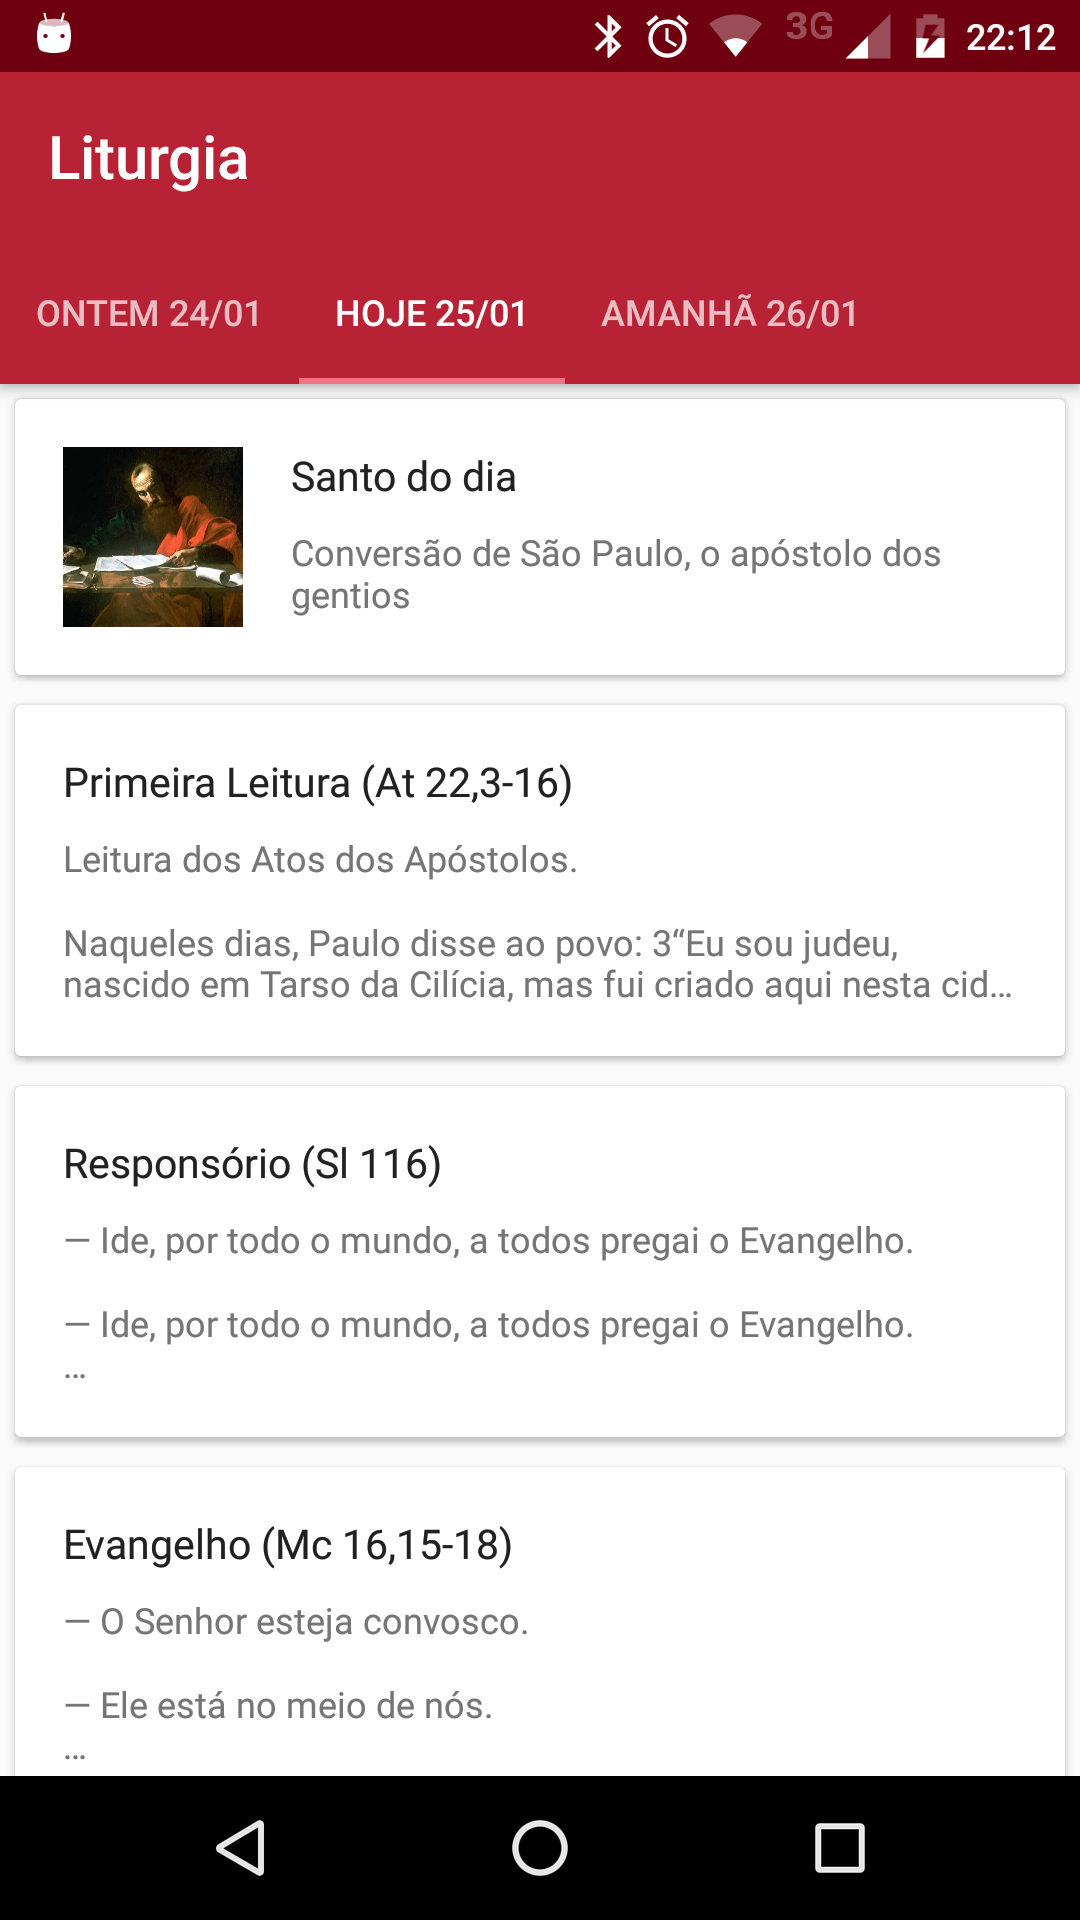 3G 22:12
Liturgia
ONTEM 24/01 HOJE 25/01 AMANHÃ 26/01
Santo do dia
Conversão de São Paulo, o apóstolo dos
gentios
Primeira Leitura (At 22,3-16)
Leitura dos Atos dos Apóstolos.
Naqueles dias, Paulo disse ao povo: 3“Eu sou judeu,
nascido em Tarso da Cilícia, mas fui criado aqui nesta cid…
Responsório (Sl 116)
— Ide, por todo o mundo, a todos pregai o Evangelho.
— Ide, por todo o mundo, a todos pregai o Evangelho.
…
Evangelho (Mc 16,15-18)
— O Senhor esteja convosco.
— Ele está no meio de nós.
…